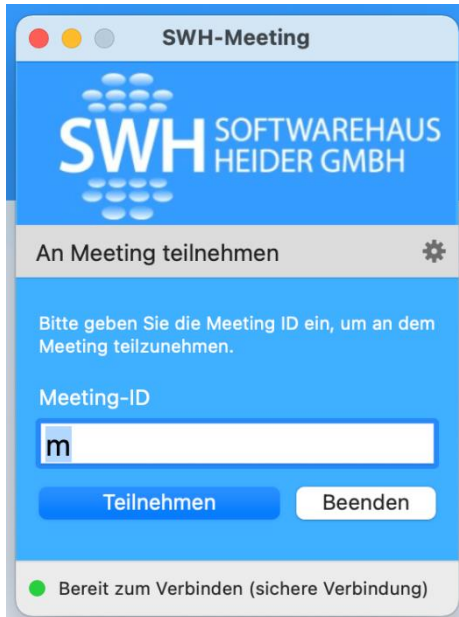 SWH-Meeting
SWH SOFTWAREHAUS
HEIDER GMBH
An Meeting teilnehmen
Bitte geben Sie die Meeting ID ein, um an dem
Meeting teilzunehmen.
Meeting-ID
m
Teilnehmen Beenden
Bereit zum Verbinden (sichere Verbindung)